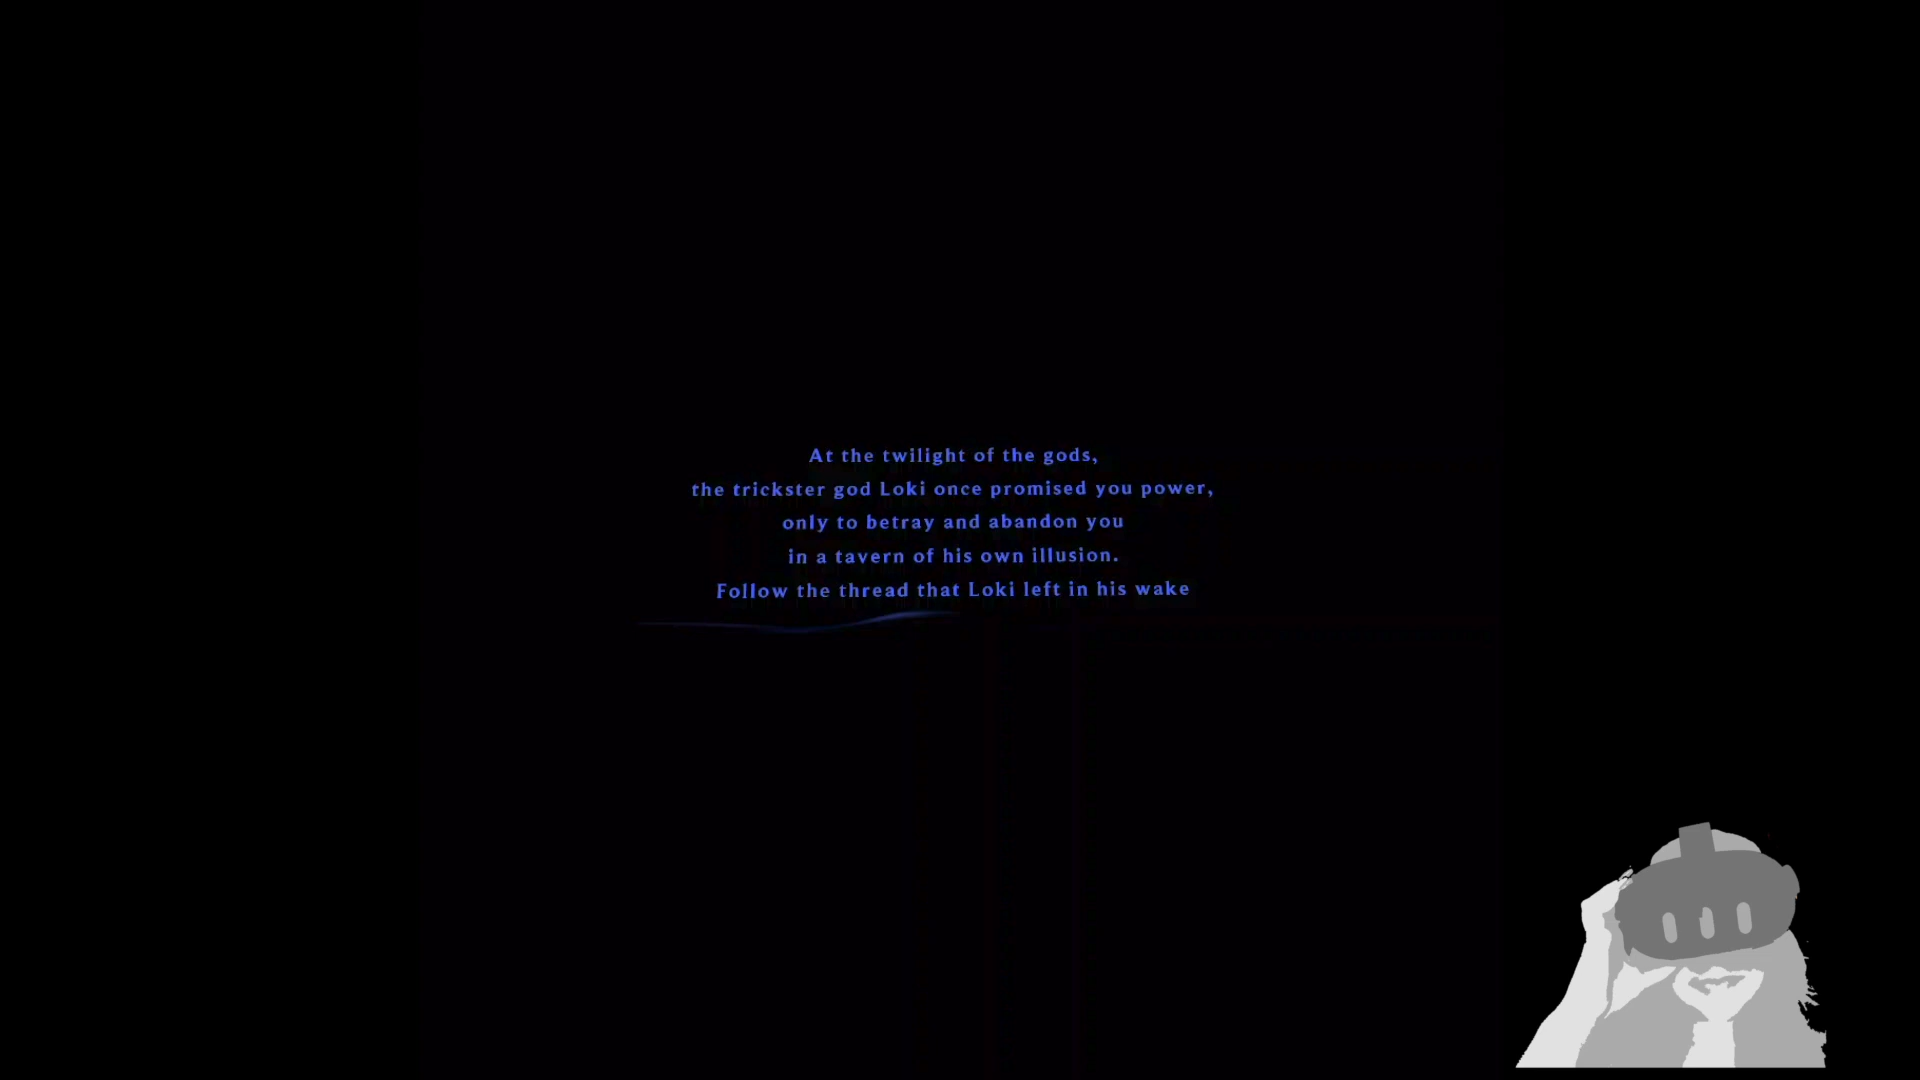 At the twilight of the gods,
the trickster god Loki once promised you power,
only to betray and abandon you
in a tavern of his own illusion.
Follow the thread that Loki left in his wake